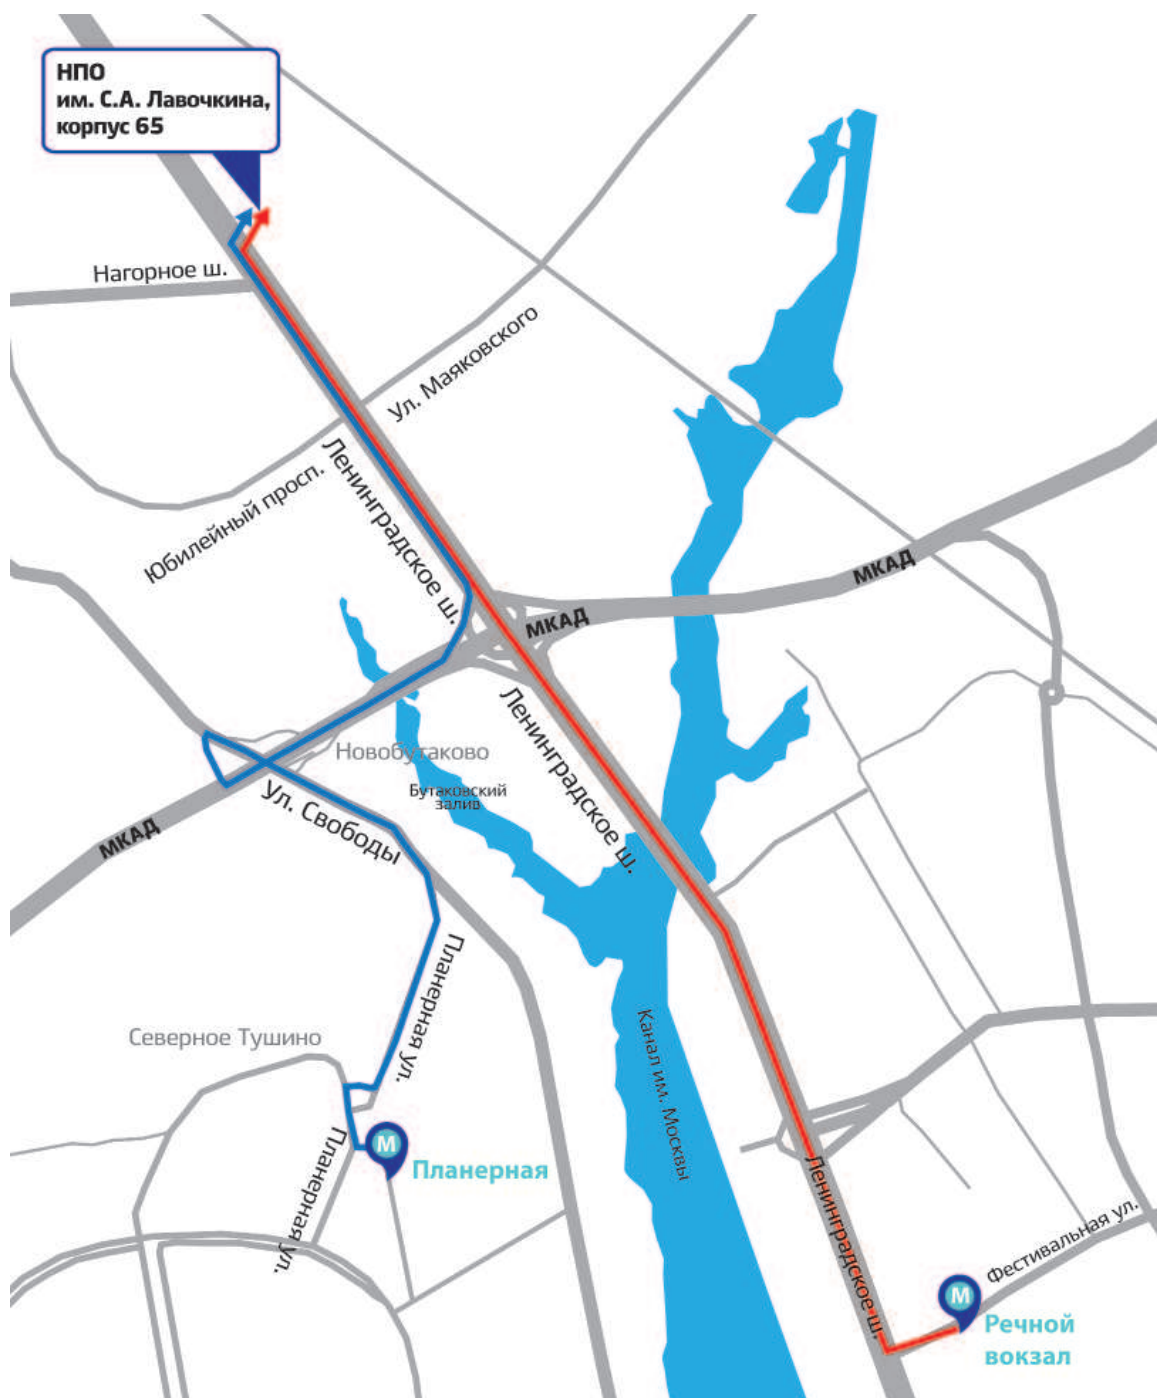 НПО
им. С.А. Лавочкина,
корпус 65
Нагорное ш.
Ул. Маяковского
Ленинградское ш.
Юбилейный просп.
МКАД
МКАД
Ленинградское ш.
Новобутаково
Бутаковский
залив
Ул. Свободы
МКАД
Планерная ул.
Северное Тушино
Канал им. Москвы
Планерная ул.
М
Планерная
Ленинградское ш.
Фестивальная ул.
М
Речной
вокзал